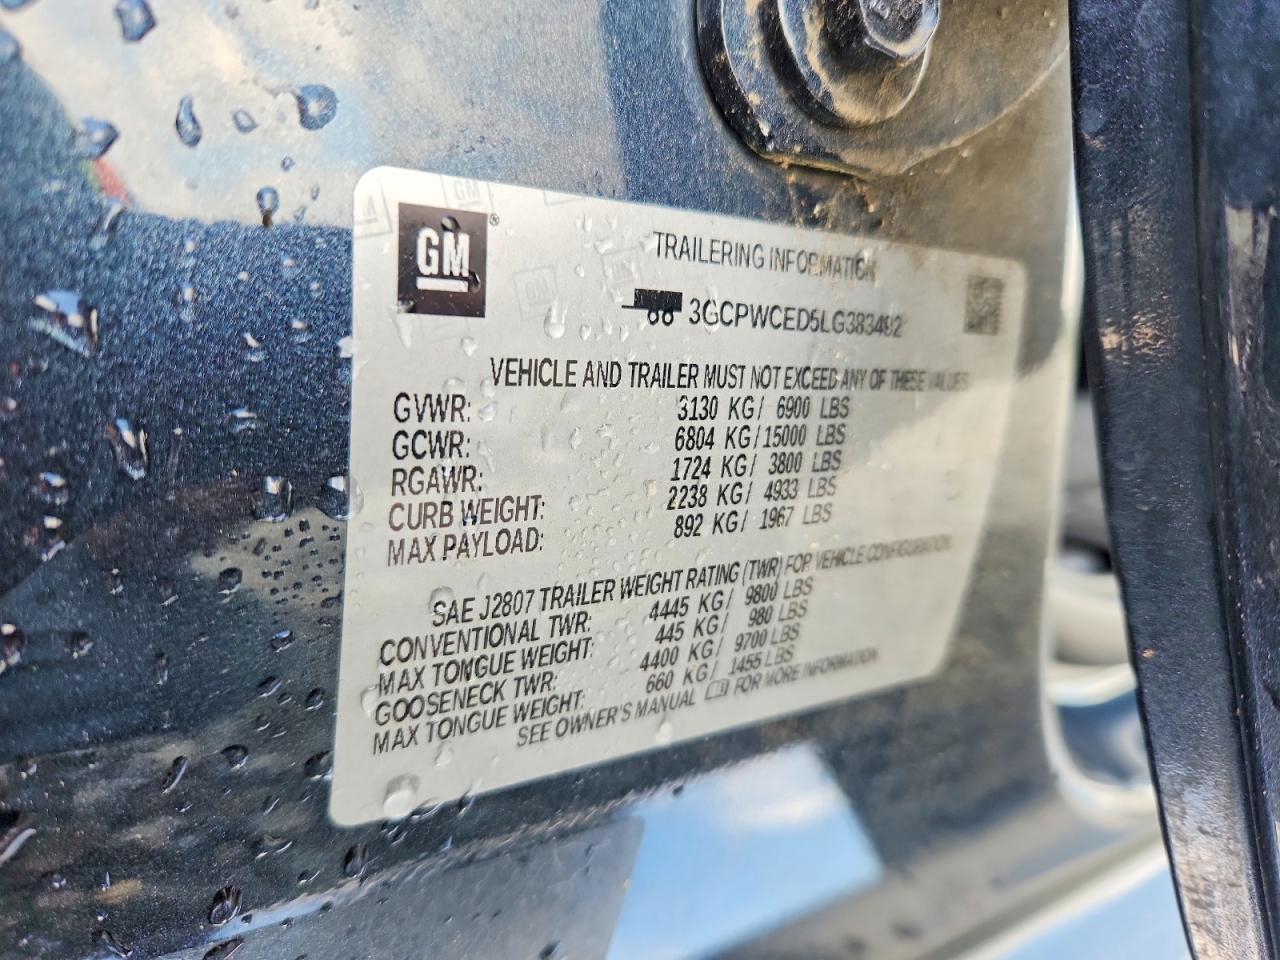 GM
TRAILERING INFORMATION
3GCPWCED5LG383492
VEHICLE AND TRAILER MUST NOT EXCEED ANY OF THESE VALUES
GVWR: 3130 KG/ 6900 LBS
GCWR: 6804 KG/15000 LBS
RGAWR: 1724 KG/ 3800 LBS
CURB WEIGHT: 2238 KG/ 4933 LBS
MAX PAYLOAD: 892 KG/ 1967 LBS
SAE J2807 TRAILER WEIGHT RATING (TWR) FOR VEHICLE CONFIGURATION
CONVENTIONAL TWR: 4445 KG/ 9800 LBS
MAX TONGUE WEIGHT: 445 KG/ 980 LBS
GOOSENECK TWR: 4400 KG/ 9700 LBS
MAX TONGUE WEIGHT: 660 KG/ 1455 LBS
SEE OWNER'S MANUAL FOR MORE INFORMATION